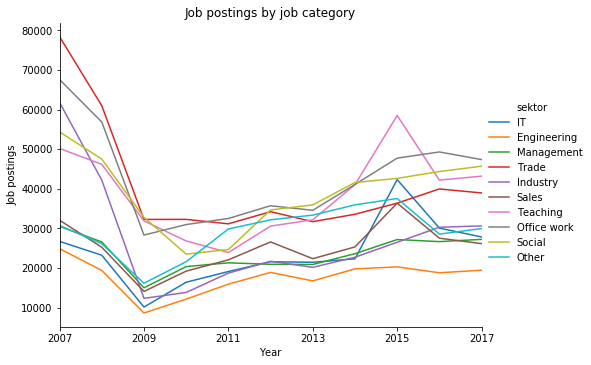 Job postings by job category
Job postings
80000
70000
60000
50000
40000
30000
20000
10000
2007
2009
2011
2013
2015
2017
Year
sektor
IT
Engineering
Management
Trade
Industry
Sales
Teaching
Office work
Social
Other